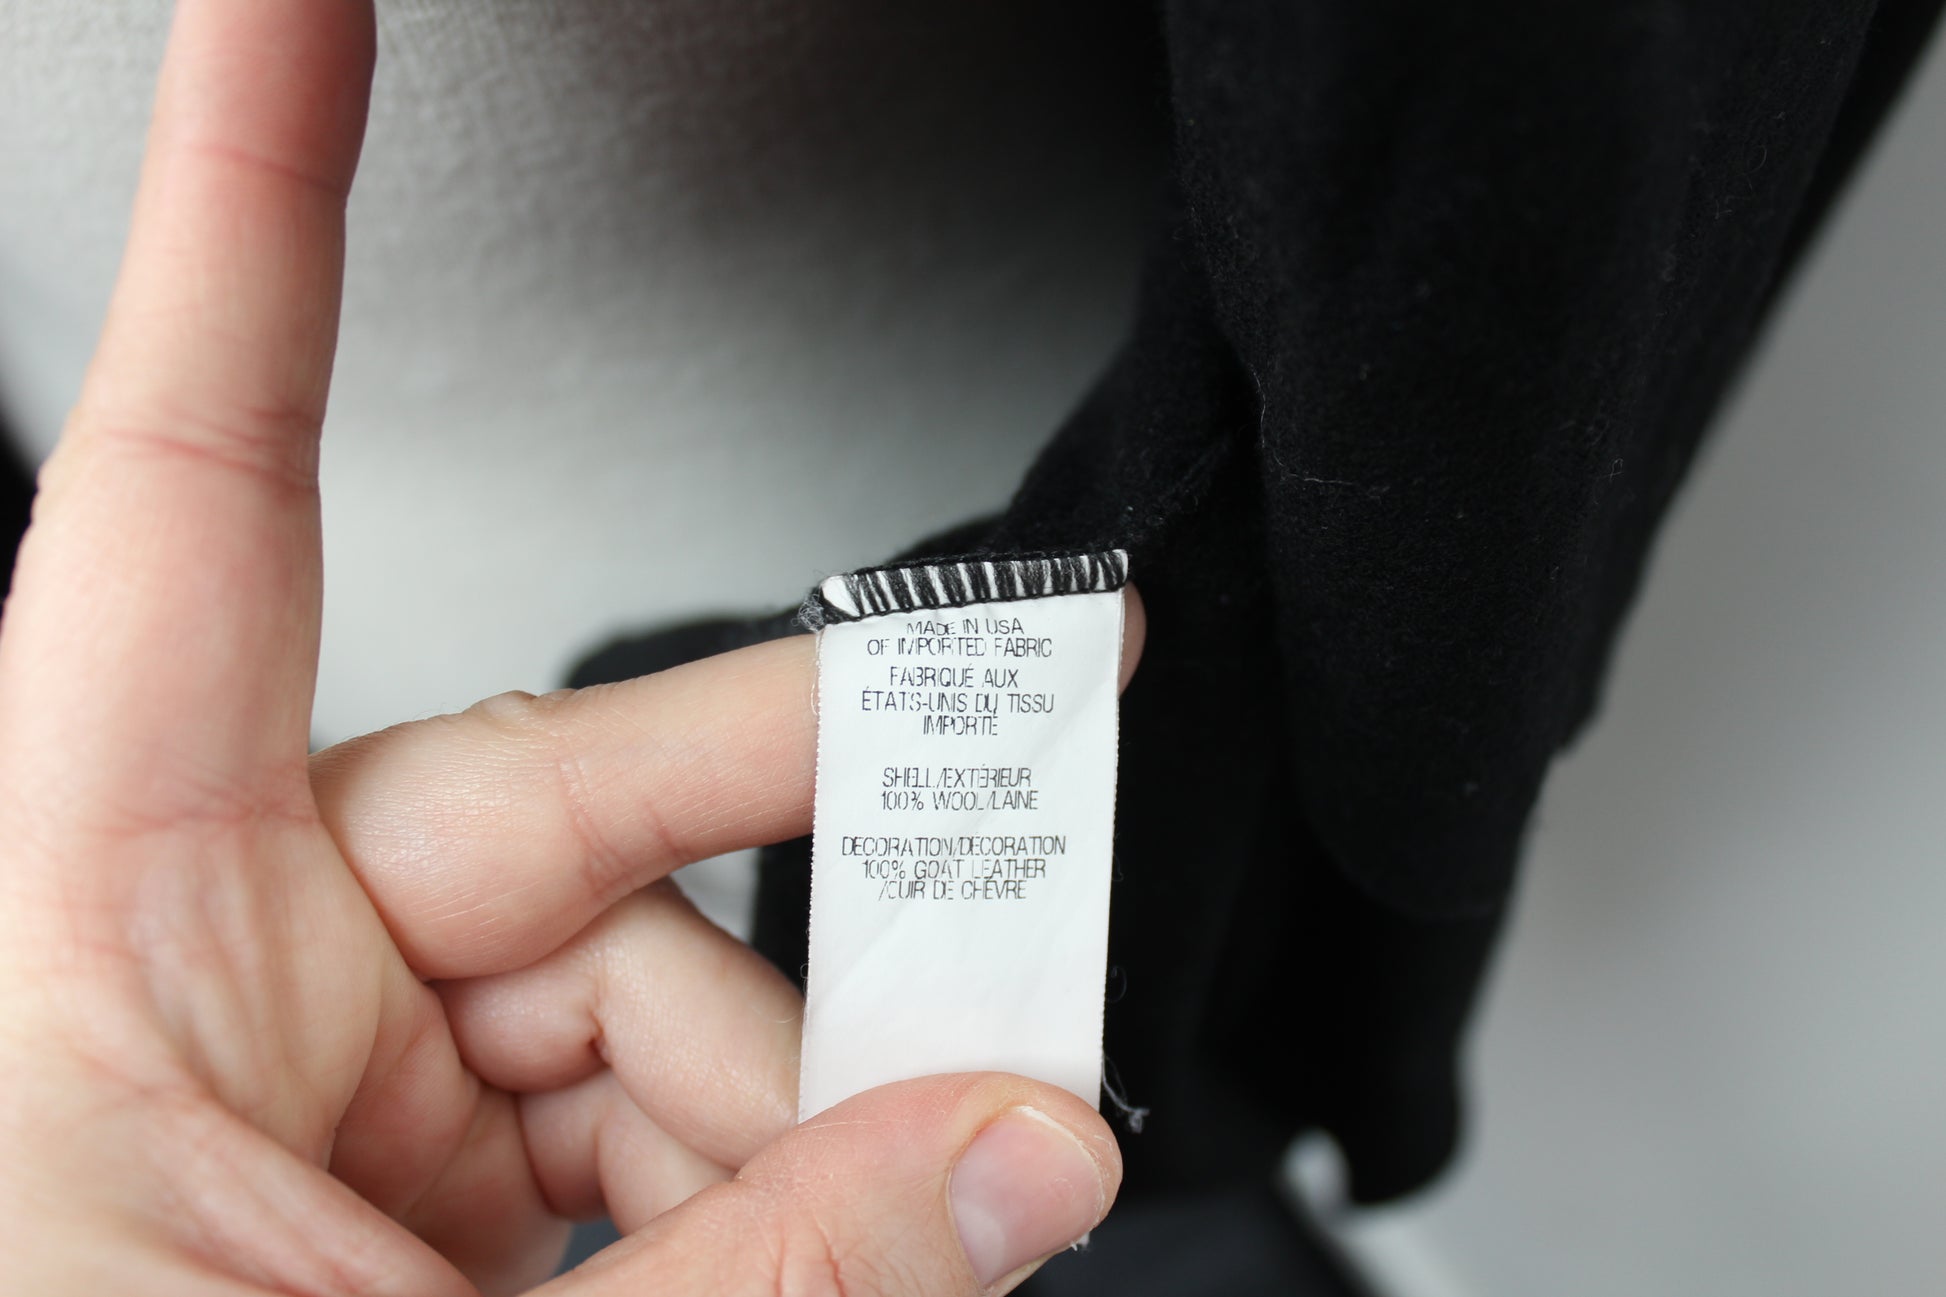 MADE IN USA
OF IMPORTED FABRIC
FABRIQUÉ AUX
ÉTATS-UNIS DU TISSU
IMPORTÉ
SHELL/EXTÉRIEUR
100% WOOL/LAINE
DECORATION/DECORATION
100% GOAT LEATHER
/CUIR DE CHÉVRE